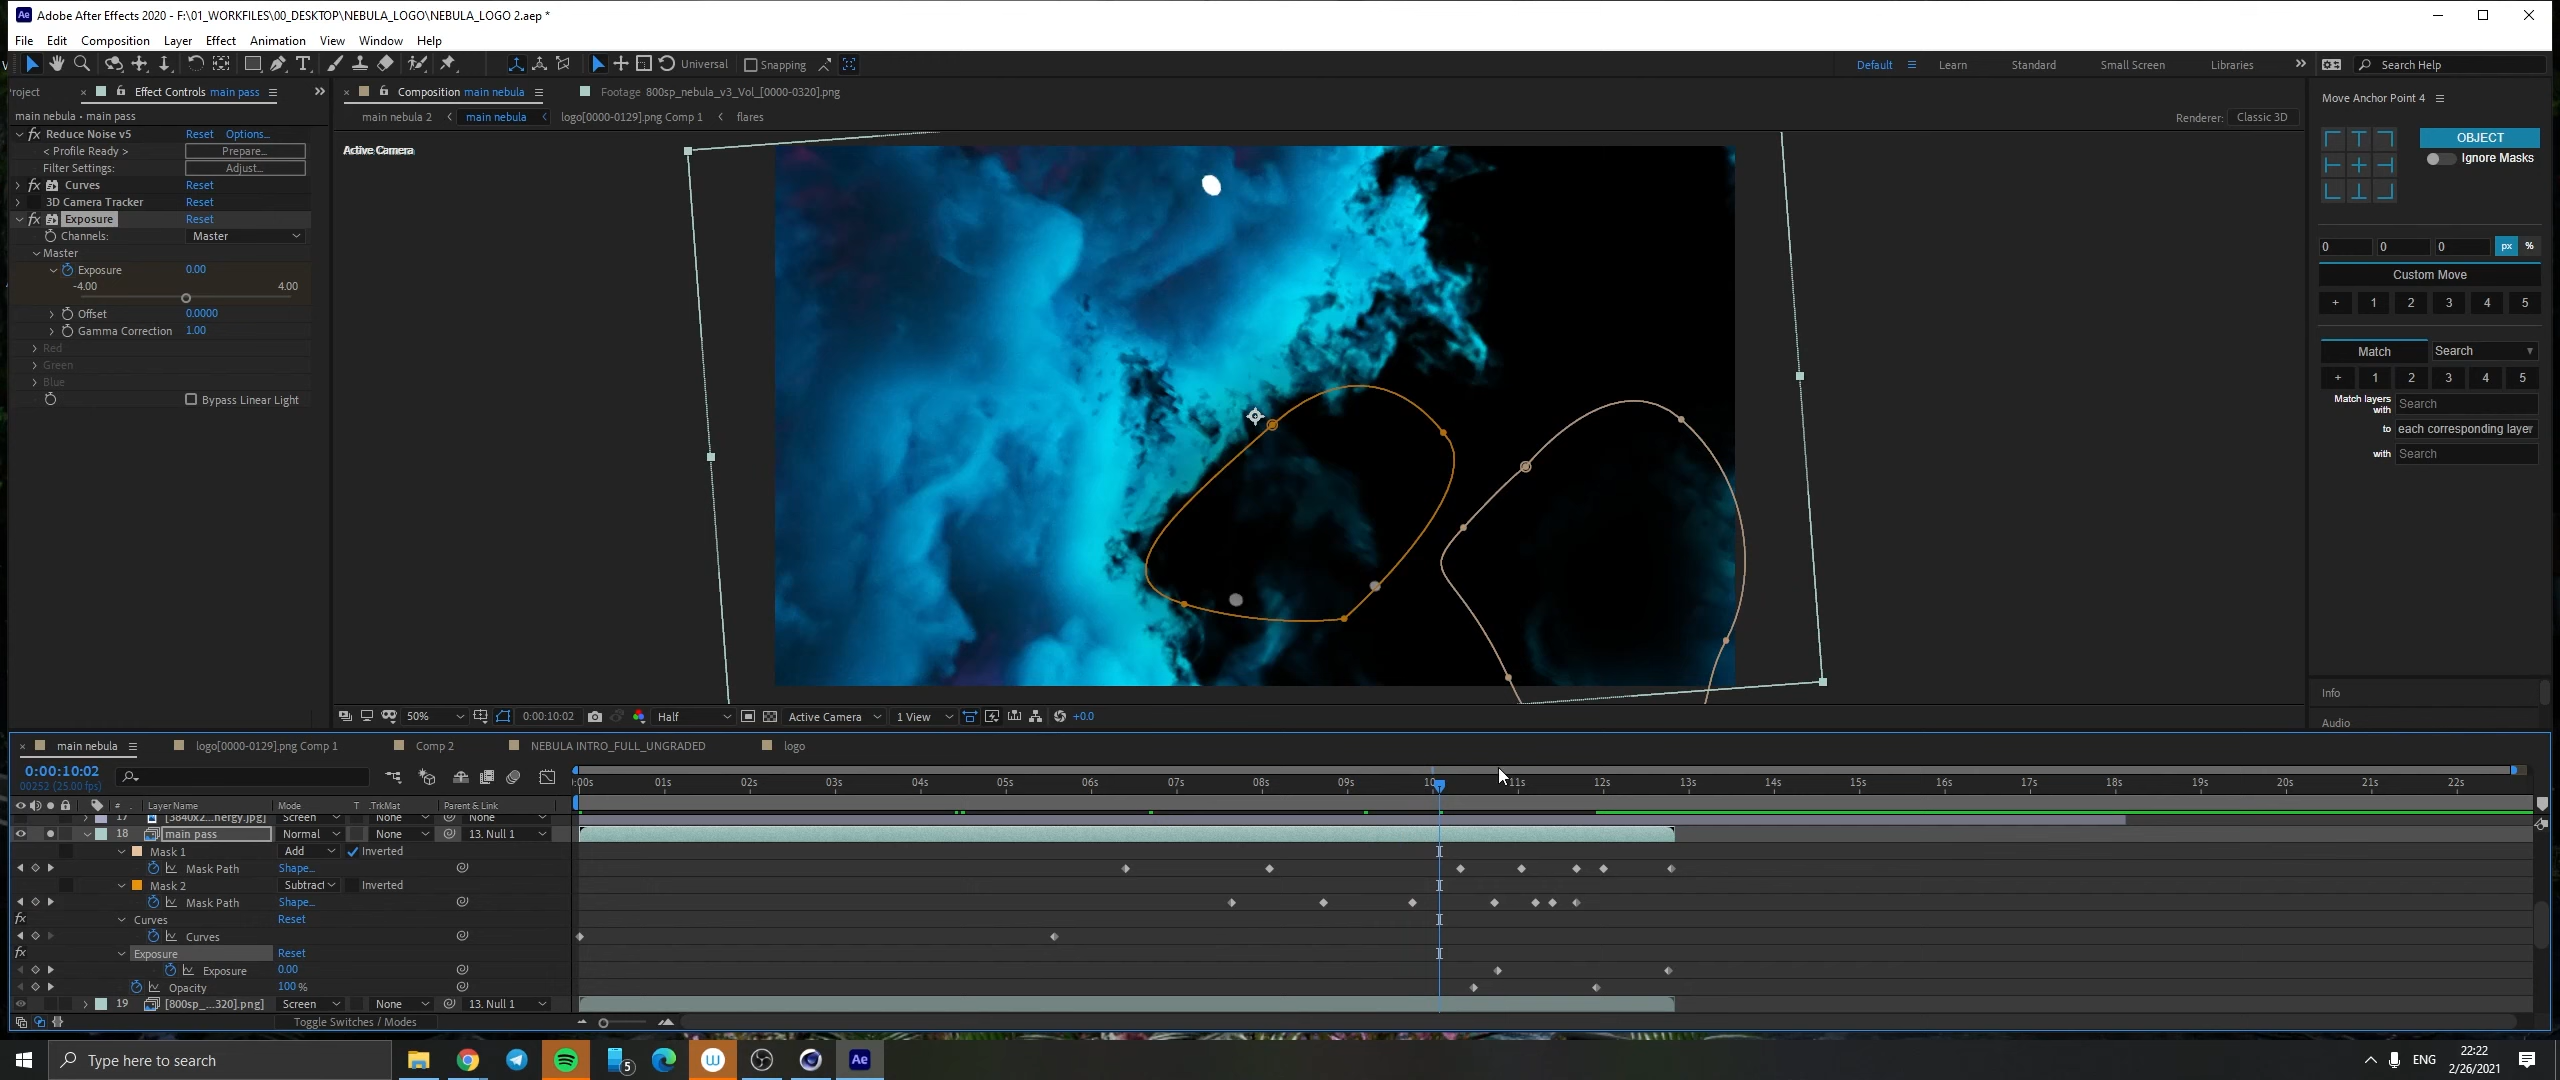 Adobe After Effects 2020 - F:\01_WORKFILES\00_DESKTOP\NEBULA_LOGO\NEBULA_LOGO 2.aep *
File Edit Composition Layer Effect Animation View Window Help
Universal Snapping Default Learn Standard Small Screen Libraries Search Help
roject Effect Controls main pass
main nebula • main pass
Reduce Noise v5 Reset Options...
< Profile Ready > Prepare...
Filter Settings: Adjust...
Curves Reset
3D Camera Tracker Reset
Exposure Reset
Channels: Master
Master
Exposure 0.00
-4.00 4.00
Offset 0.0000
Gamma Correction 1.00
Red
Green
Blue
Bypass Linear Light
Composition main nebula Footage 800sp_nebula_v3_Vol_[0000-0320].png
main nebula 2 main nebula logo[0000-0129].png Comp 1 flares
Renderer: Classic 3D
Active Camera
50% 0:00:10:02 Half Active Camera 1 View +0.0
Move Anchor Point 4
OBJECT
Ignore Masks
0 0 0 px %
Custom Move
+ 1 2 3 4 5
Match Search
+ 1 2 3 4 5
Match layers with Search
to each corresponding layer
with Search
Info
Audio
main nebula logo[0000-0129].png Comp 1 Comp 2 NEBULA INTRO_FULL_UNGRADED logo
0:00:10:02
00252 (25.00 fps)
:00s 01s 02s 03s 04s 05s 06s 07s 08s 09s 10s 11s 12s 13s 14s 15s 16s 17s 18s 19s 20s 21s 22s
# Layer Name Mode T .TrkMat Parent & Link
17 [3840x2...nergy.jpg] Screen None None
18 main pass Normal None 13. Null 1
Mask 1 Add Inverted
Mask Path Shape...
Mask 2 Subtract Inverted
Mask Path Shape...
Curves Reset
Curves
Exposure Reset
Exposure 0.00
Opacity 100 %
19 [800sp_...320].png] Screen None 13. Null 1
Toggle Switches / Modes
Type here to search
5
Ae
ENG
22:22
2/26/2021